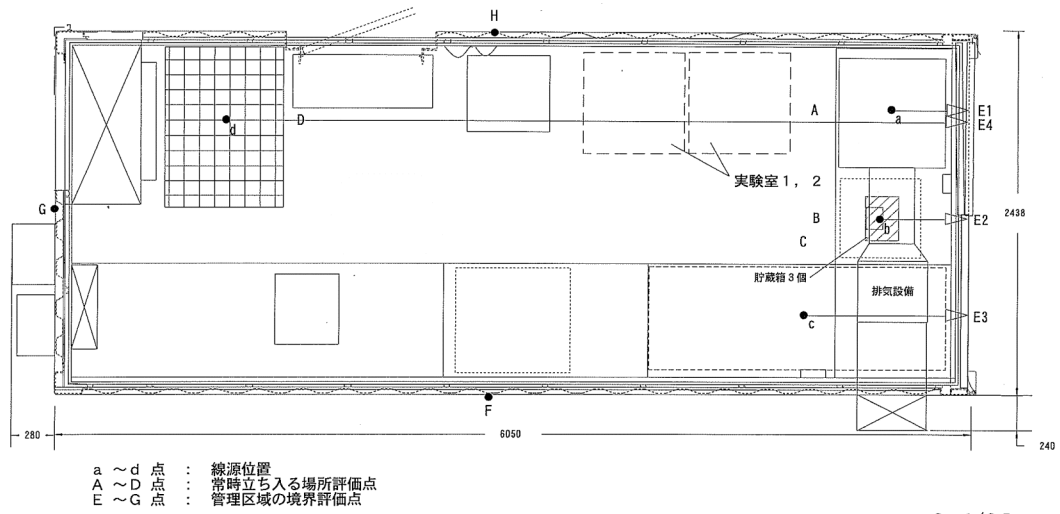 H
A
a
E1
E4
d
D
実験室1，2
G
B
b
E2
2438
C
貯蔵箱3個
排気設備
c
E3
F
280
6050
240
a ～d 点 ： 線源位置
A ～D 点 ： 常時立ち入る場所評価点
E ～G 点 ： 管理区域の境界評価点